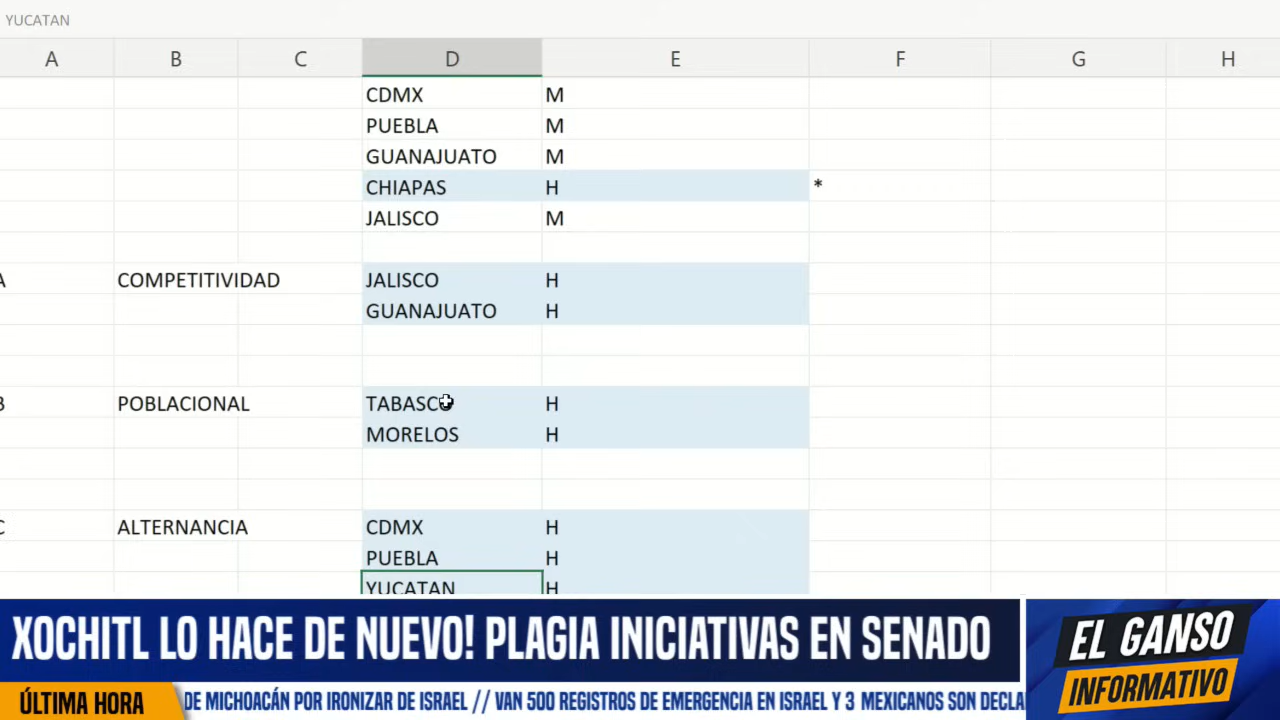 YUCATAN
A B C D E F G H
CDMX M
PUEBLA M
GUANAJUATO M
CHIAPAS H *
JALISCO M
A COMPETITIVIDAD JALISCO H
GUANAJUATO H
B POBLACIONAL TABASCO H
MORELOS H
C ALTERNANCIA CDMX H
PUEBLA H
YUCATAN H
XOCHITL LO HACE DE NUEVO! PLAGIA INICIATIVAS EN SENADO
EL GANSO
INFORMATIVO
ÚLTIMA HORA
DE MICHOACÁN POR IRONIZAR DE ISRAEL // VAN 500 REGISTROS DE EMERGENCIA EN ISRAEL Y 3 MEXICANOS SON DECLA